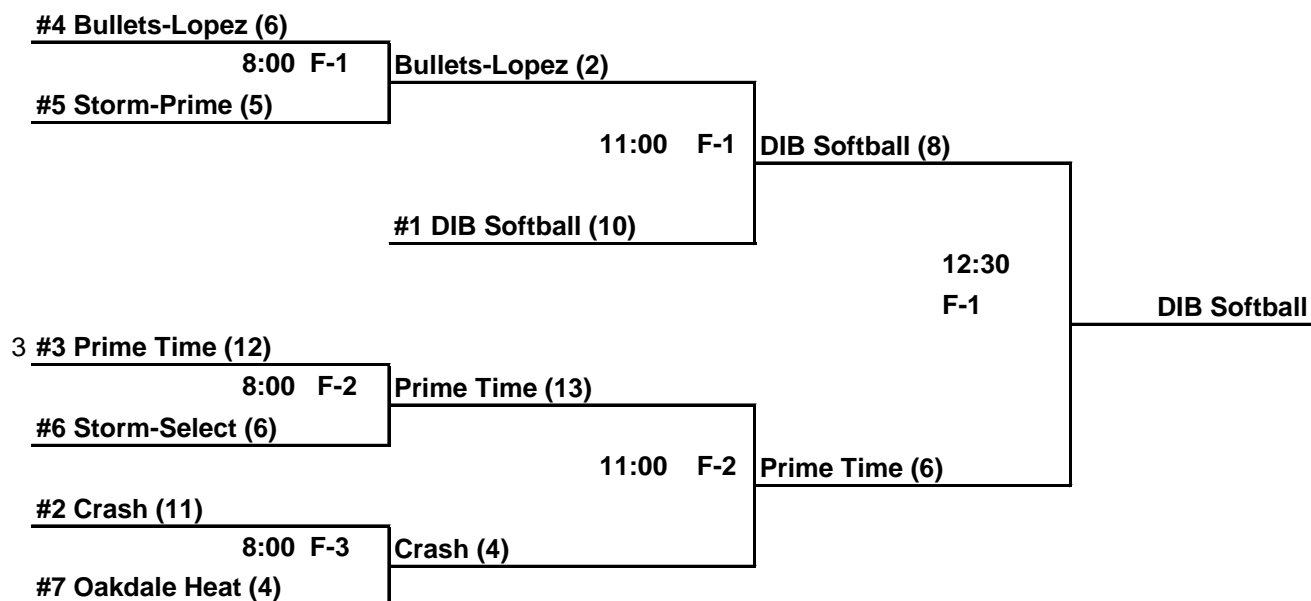 #4 Bullets-Lopez (6)
8:00 F-1
Bullets-Lopez (2)
#5 Storm-Prime (5)
11:00 F-1
DIB Softball (8)
#1 DIB Softball (10)
12:30
F-1
DIB Softball
3 #3 Prime Time (12)
8:00 F-2
Prime Time (13)
#6 Storm-Select (6)
11:00 F-2
Prime Time (6)
#2 Crash (11)
8:00 F-3
Crash (4)
#7 Oakdale Heat (4)